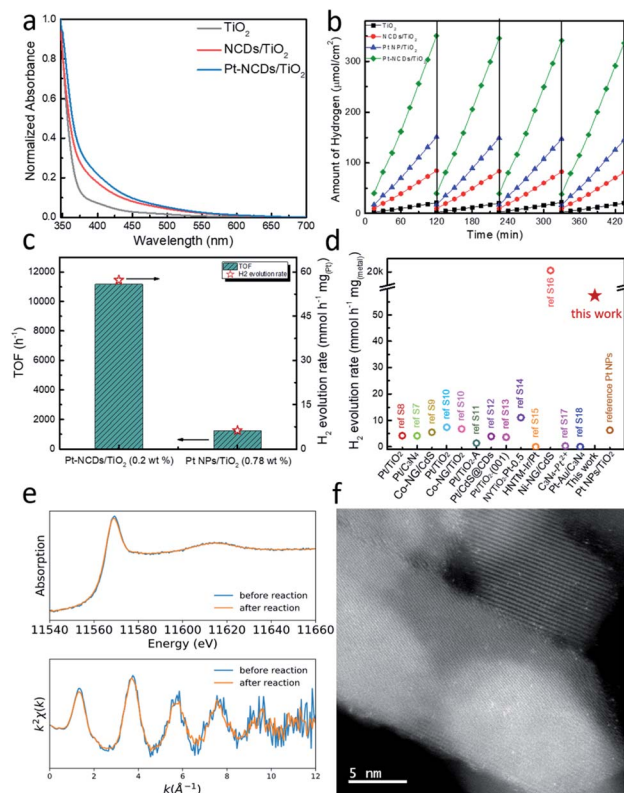 a
TiO2
NCDs/TiO2
Pt-NCDs/TiO2
Normalized Absorbance
1.0
0.8
0.6
0.4
0.2
0.0
350 400 450 500 550 600 650 700
Wavelength (nm)
b
TiO2
NCDs/TiO2
Pt NP/TiO2
Pt-NCDs/TiO2
Amount of Hydrogen (μmol/cm2)
350
300
200
100
0
0 60 120 180 240 300 360 420
Time (min)
c
TOF
H2 evolution rate
TOF (h-1)
12000
10000
8000
6000
4000
2000
0
H2 evolution rate (mmol h-1 mg(Pt))
60
48
36
24
12
0
Pt-NCDs/TiO2 (0.2 wt %)
Pt NPs/TiO2 (0.78 wt %)
d
H2 evolution rate (mmol h-1 mg(metal))
20k
60
50
40
30
20
10
0
ref S8
ref S7
ref S9
ref S10
ref S10
ref S11
ref S12
ref S13
ref S14
ref S15
ref S16
ref S17
ref S18
this work
reference Pt NPs
Pt/TiO2
Pt/C3N4
Co-NG/CdS
Pt/TiO2
Co-NG/TiO2
Pt/TiO2-A
Pt/CdS@CDs
Pt/TiO2(001)
HNTM-Ir/Pt
Ni-NG/CdS
Pt-Au/C3N4
This work
Pt NPs/TiO2
e
Absorption
before reaction
after reaction
11540 11560 11580 11600 11620 11640 11660
Energy (eV)
k2χ(k)
before reaction
after reaction
0 2 4 6 8 10 12
k(Å-1)
f
5 nm